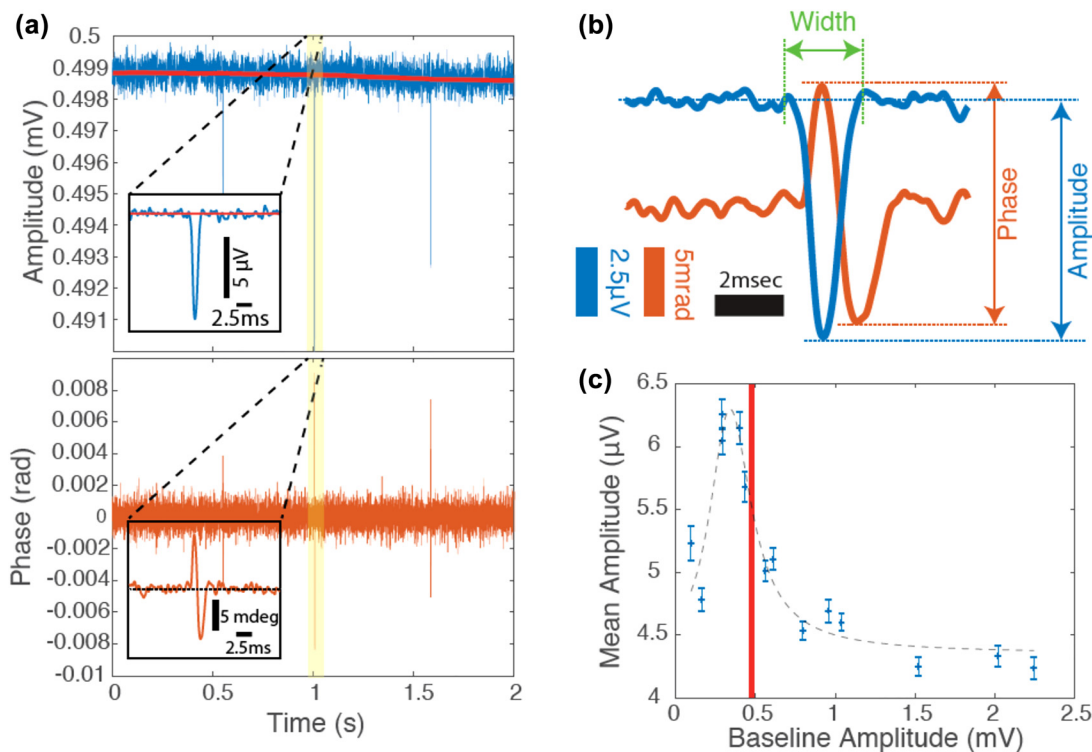 (a)
0.5
0.499
0.498
0.497
0.496
0.495
0.494
0.493
0.492
0.491
Amplitude (mV)
5 µV
2.5ms
0.008
0.006
0.004
0.002
0
-0.002
-0.004
-0.006
-0.008
-0.01
Phase (rad)
5 mdeg
2.5ms
0 0.5 1 1.5 2
Time (s)
(b)
Width
Phase
Amplitude
2.5µV
5mrad
2msec
(c)
6.5
6
5.5
5
4.5
4
Mean Amplitude (µV)
0 0.5 1 1.5 2 2.5
Baseline Amplitude (mV)